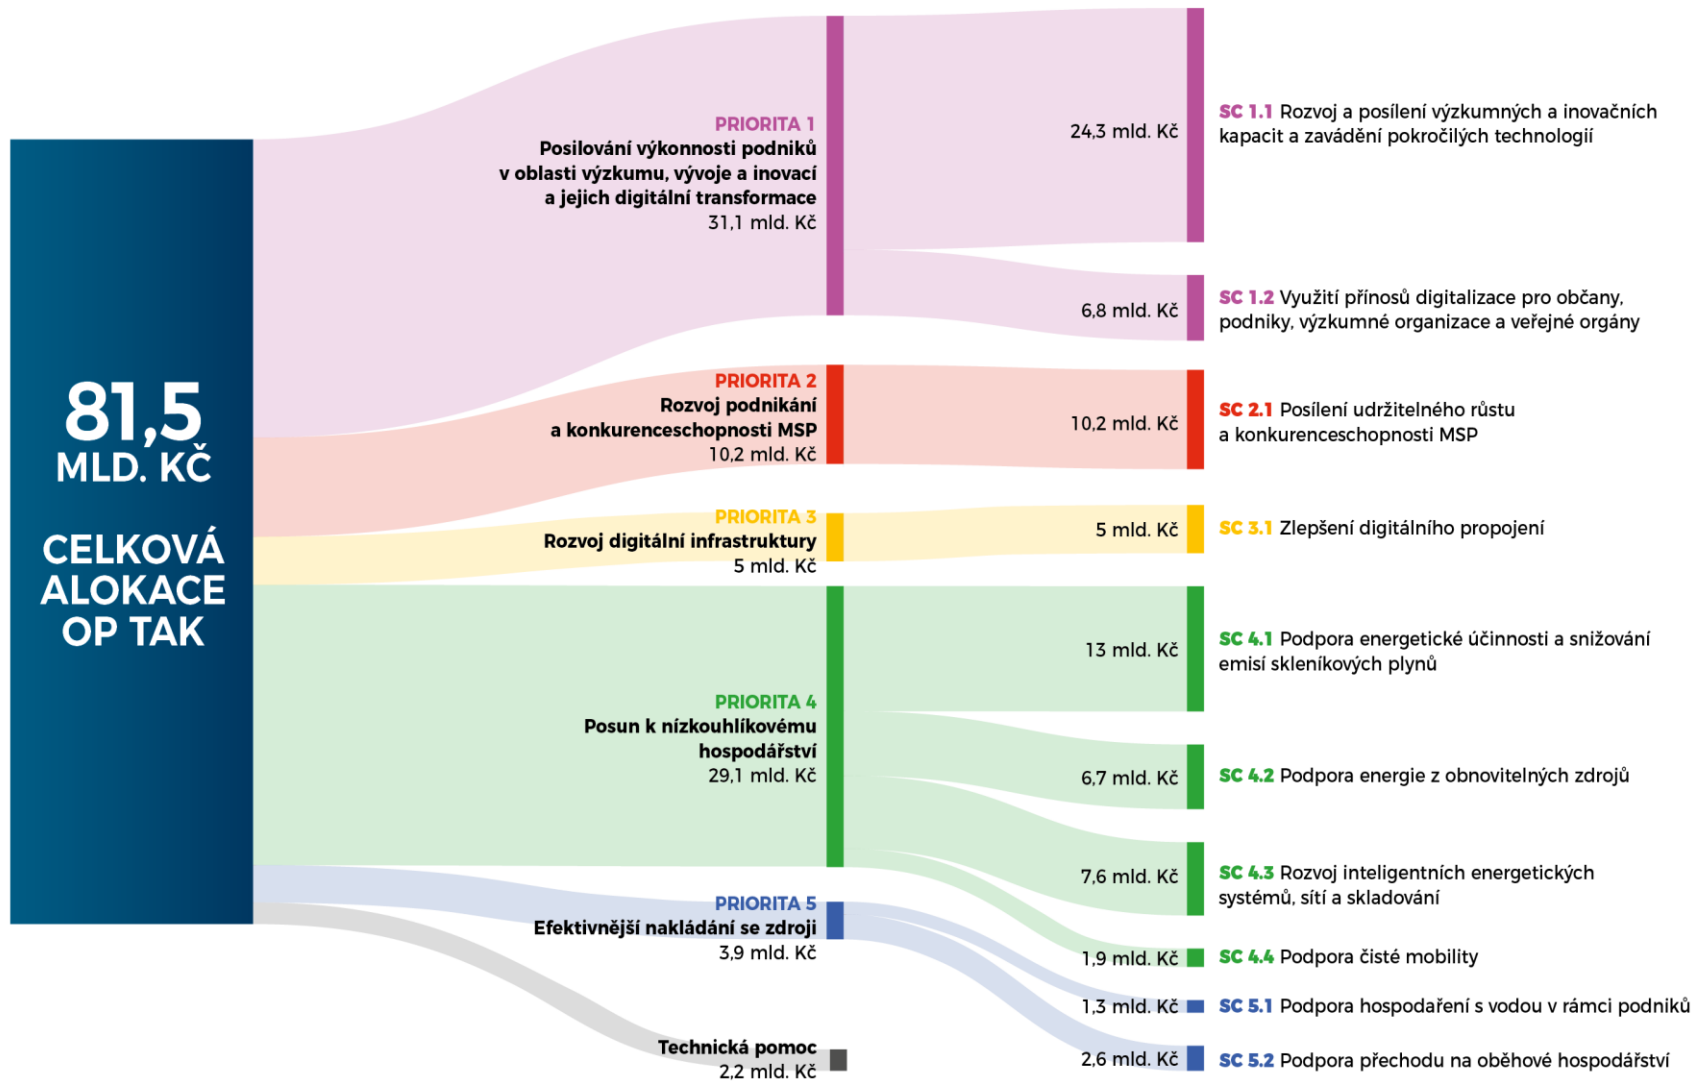 81,5
MLD. KČ
CELKOVÁ
ALOKACE
OP TAK
PRIORITA 1
Posilování výkonnosti podniků
v oblasti výzkumu, vývoje a inovací
a jejich digitální transformace
31,1 mld. Kč
PRIORITA 2
Rozvoj podnikání
a konkurenceschopnosti MSP
10,2 mld. Kč
PRIORITA 3
Rozvoj digitální infrastruktury
5 mld. Kč
PRIORITA 4
Posun k nízkouhlíkovému
hospodářství
29,1 mld. Kč
PRIORITA 5
Efektivnější nakládání se zdroji
3,9 mld. Kč
Technická pomoc
2,2 mld. Kč
24,3 mld. Kč
SC 1.1 Rozvoj a posílení výzkumných a inovačních
kapacit a zavádění pokročilých technologií
6,8 mld. Kč
SC 1.2 Využití přínosů digitalizace pro občany,
podniky, výzkumné organizace a veřejné orgány
10,2 mld. Kč
SC 2.1 Posílení udržitelného růstu
a konkurenceschopnosti MSP
5 mld. Kč
SC 3.1 Zlepšení digitálního propojení
13 mld. Kč
SC 4.1 Podpora energetické účinnosti a snižování
emisí skleníkových plynů
6,7 mld. Kč
SC 4.2 Podpora energie z obnovitelných zdrojů
7,6 mld. Kč
SC 4.3 Rozvoj inteligentních energetických
systémů, sítí a skladování
1,9 mld. Kč
SC 4.4 Podpora čisté mobility
1,3 mld. Kč
SC 5.1 Podpora hospodaření s vodou v rámci podniků
2,6 mld. Kč
SC 5.2 Podpora přechodu na oběhové hospodářství